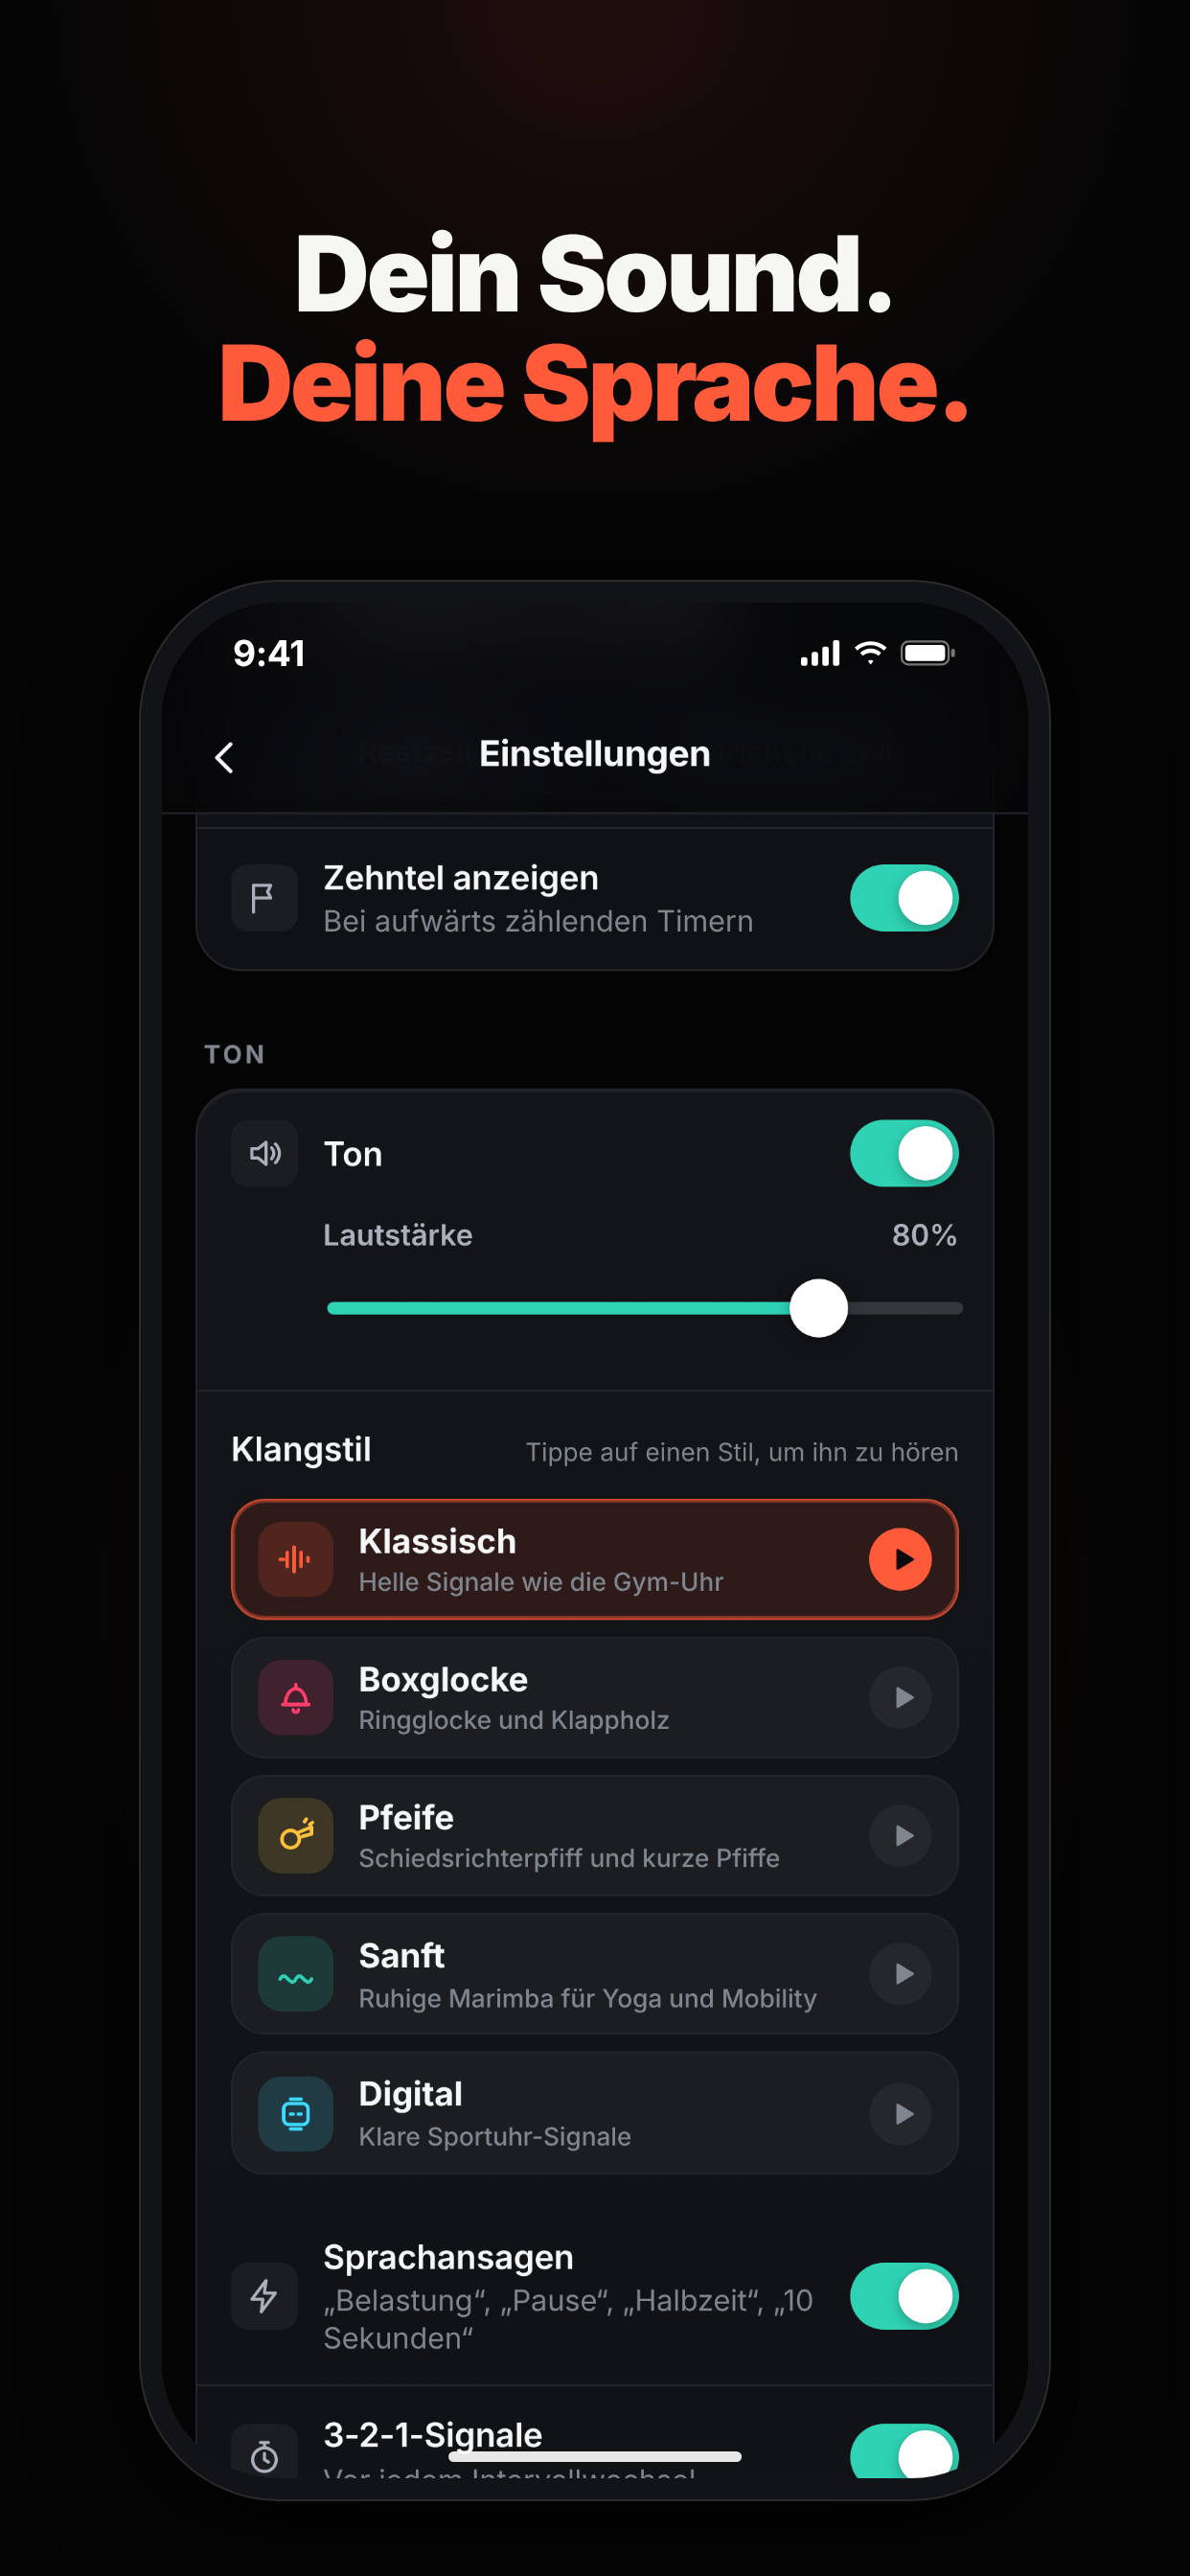 Dein Sound.
Deine Sprache.
9:41
Einstellungen
Zehntel anzeigen
Bei aufwärts zählenden Timern
TON
Ton
Lautstärke 80%
Klangstil Tippe auf einen Stil, um ihn zu hören
Klassisch
Helle Signale wie die Gym-Uhr
Boxglocke
Ringglocke und Klappholz
Pfeife
Schiedsrichterpfiff und kurze Pfiffe
Sanft
Ruhige Marimba für Yoga und Mobility
Digital
Klare Sportuhr-Signale
Sprachansagen
„Belastung“, „Pause“, „Halbzeit“, „10
Sekunden“
3-2-1-Signale
Vor jedem Intervallwechsel